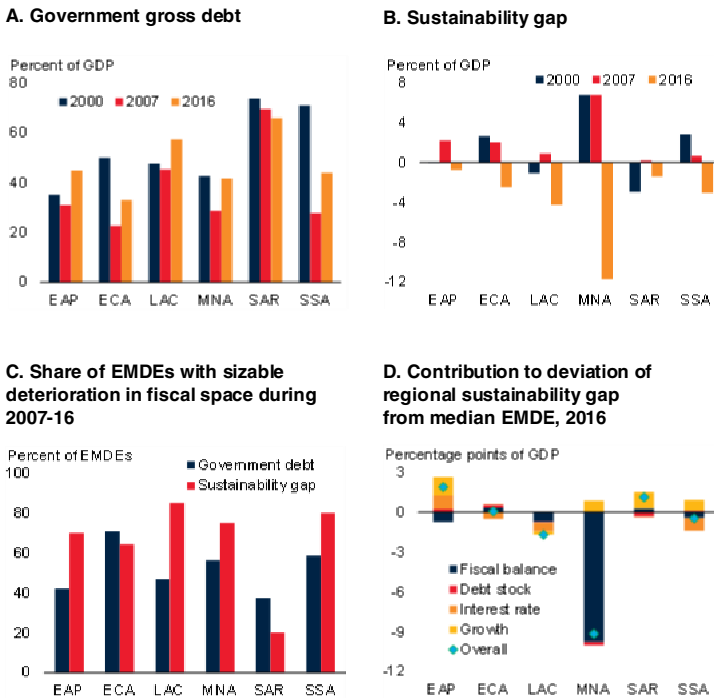 A. Government gross debt
Percent of GDP
80
2000 2007 2016
60
40
20
0
EAP ECA LAC MNA SAR SSA
B. Sustainability gap
Percent of GDP
8
2000 2007 2016
4
0
-4
-8
-12
EAP ECA LAC MNA SAR SSA
C. Share of EMDEs with sizable
deterioration in fiscal space during
2007-16
Percent of EMDEs
100
Government debt
Sustainability gap
80
60
40
20
0
EAP ECA LAC MNA SAR SSA
D. Contribution to deviation of
regional sustainability gap
from median EMDE, 2016
Percentage points of GDP
3
0
-3
-6
-9
-12
Fiscal balance
Debt stock
Interest rate
Growth
Overall
EAP ECA LAC MNA SAR SSA